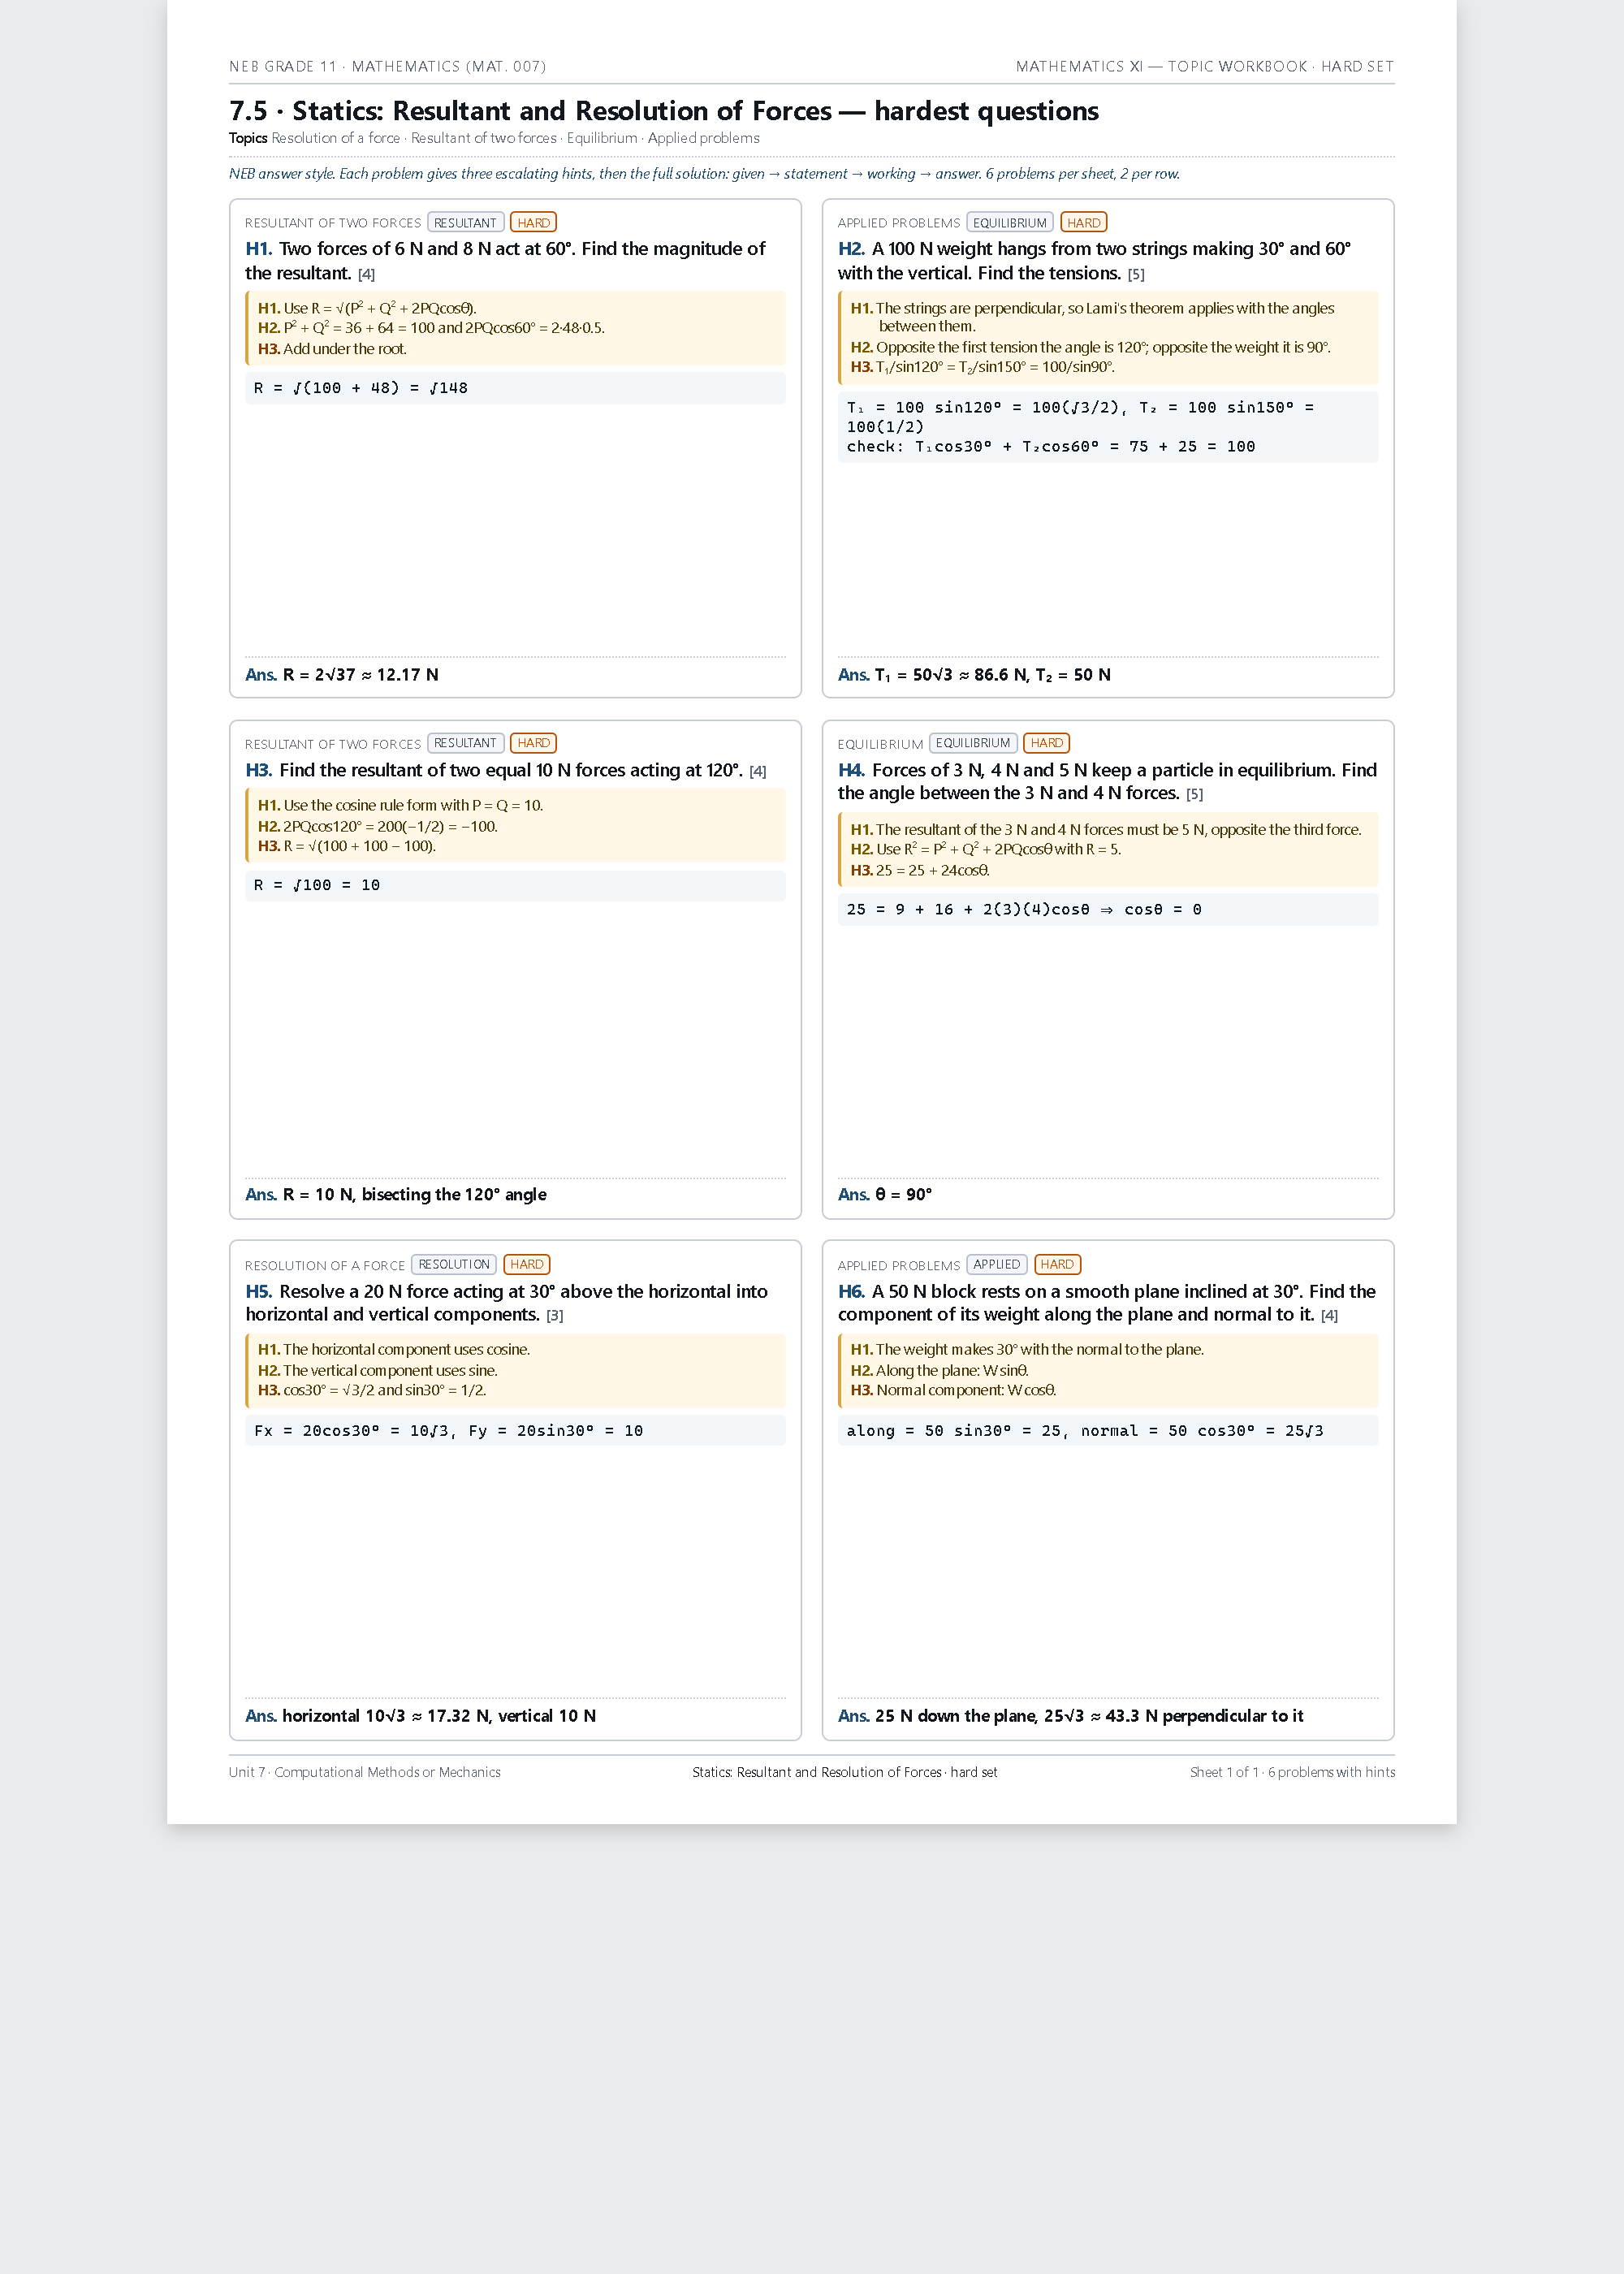 NEB GRADE 11 · MATHEMATICS (MAT. 007)
MATHEMATICS XI — TOPIC WORKBOOK · HARD SET
7.5 · Statics: Resultant and Resolution of Forces — hardest questions
Topics Resolution of a force · Resultant of two forces · Equilibrium · Applied problems
NEB answer style. Each problem gives three escalating hints, then the full solution: given → statement → working → answer. 6 problems per sheet, 2 per row.
RESULTANT OF TWO FORCES RESULTANT HARD
H1. Two forces of 6 N and 8 N act at 60°. Find the magnitude of
the resultant. [4]
H1. Use R = √(P² + Q² + 2PQcosθ).
H2. P² + Q² = 36 + 64 = 100 and 2PQcos60° = 2·48·0.5.
H3. Add under the root.
R = √(100 + 48) = √148
Ans. R = 2√37 ≈ 12.17 N
APPLIED PROBLEMS EQUILIBRIUM HARD
H2. A 100 N weight hangs from two strings making 30° and 60°
with the vertical. Find the tensions. [5]
H1. The strings are perpendicular, so Lami's theorem applies with the angles
between them.
H2. Opposite the first tension the angle is 120°; opposite the weight it is 90°.
H3. T₁/sin120° = T₂/sin150° = 100/sin90°.
T₁ = 100 sin120° = 100(√3/2), T₂ = 100 sin150° =
100(1/2)
check: T₁cos30° + T₂cos60° = 75 + 25 = 100
Ans. T₁ = 50√3 ≈ 86.6 N, T₂ = 50 N
RESULTANT OF TWO FORCES RESULTANT HARD
H3. Find the resultant of two equal 10 N forces acting at 120°. [4]
H1. Use the cosine rule form with P = Q = 10.
H2. 2PQcos120° = 200(−1/2) = −100.
H3. R = √(100 + 100 − 100).
R = √100 = 10
Ans. R = 10 N, bisecting the 120° angle
EQUILIBRIUM EQUILIBRIUM HARD
H4. Forces of 3 N, 4 N and 5 N keep a particle in equilibrium. Find
the angle between the 3 N and 4 N forces. [5]
H1. The resultant of the 3 N and 4 N forces must be 5 N, opposite the third force.
H2. Use R² = P² + Q² + 2PQcosθ with R = 5.
H3. 25 = 25 + 24cosθ.
25 = 9 + 16 + 2(3)(4)cosθ ⇒ cosθ = 0
Ans. θ = 90°
RESOLUTION OF A FORCE RESOLUTION HARD
H5. Resolve a 20 N force acting at 30° above the horizontal into
horizontal and vertical components. [3]
H1. The horizontal component uses cosine.
H2. The vertical component uses sine.
H3. cos30° = √3/2 and sin30° = 1/2.
Fx = 20cos30° = 10√3, Fy = 20sin30° = 10
Ans. horizontal 10√3 ≈ 17.32 N, vertical 10 N
APPLIED PROBLEMS APPLIED HARD
H6. A 50 N block rests on a smooth plane inclined at 30°. Find the
component of its weight along the plane and normal to it. [4]
H1. The weight makes 30° with the normal to the plane.
H2. Along the plane: W sinθ.
H3. Normal component: W cosθ.
along = 50 sin30° = 25, normal = 50 cos30° = 25√3
Ans. 25 N down the plane, 25√3 ≈ 43.3 N perpendicular to it
Unit 7 · Computational Methods or Mechanics
Statics: Resultant and Resolution of Forces · hard set
Sheet 1 of 1 · 6 problems with hints